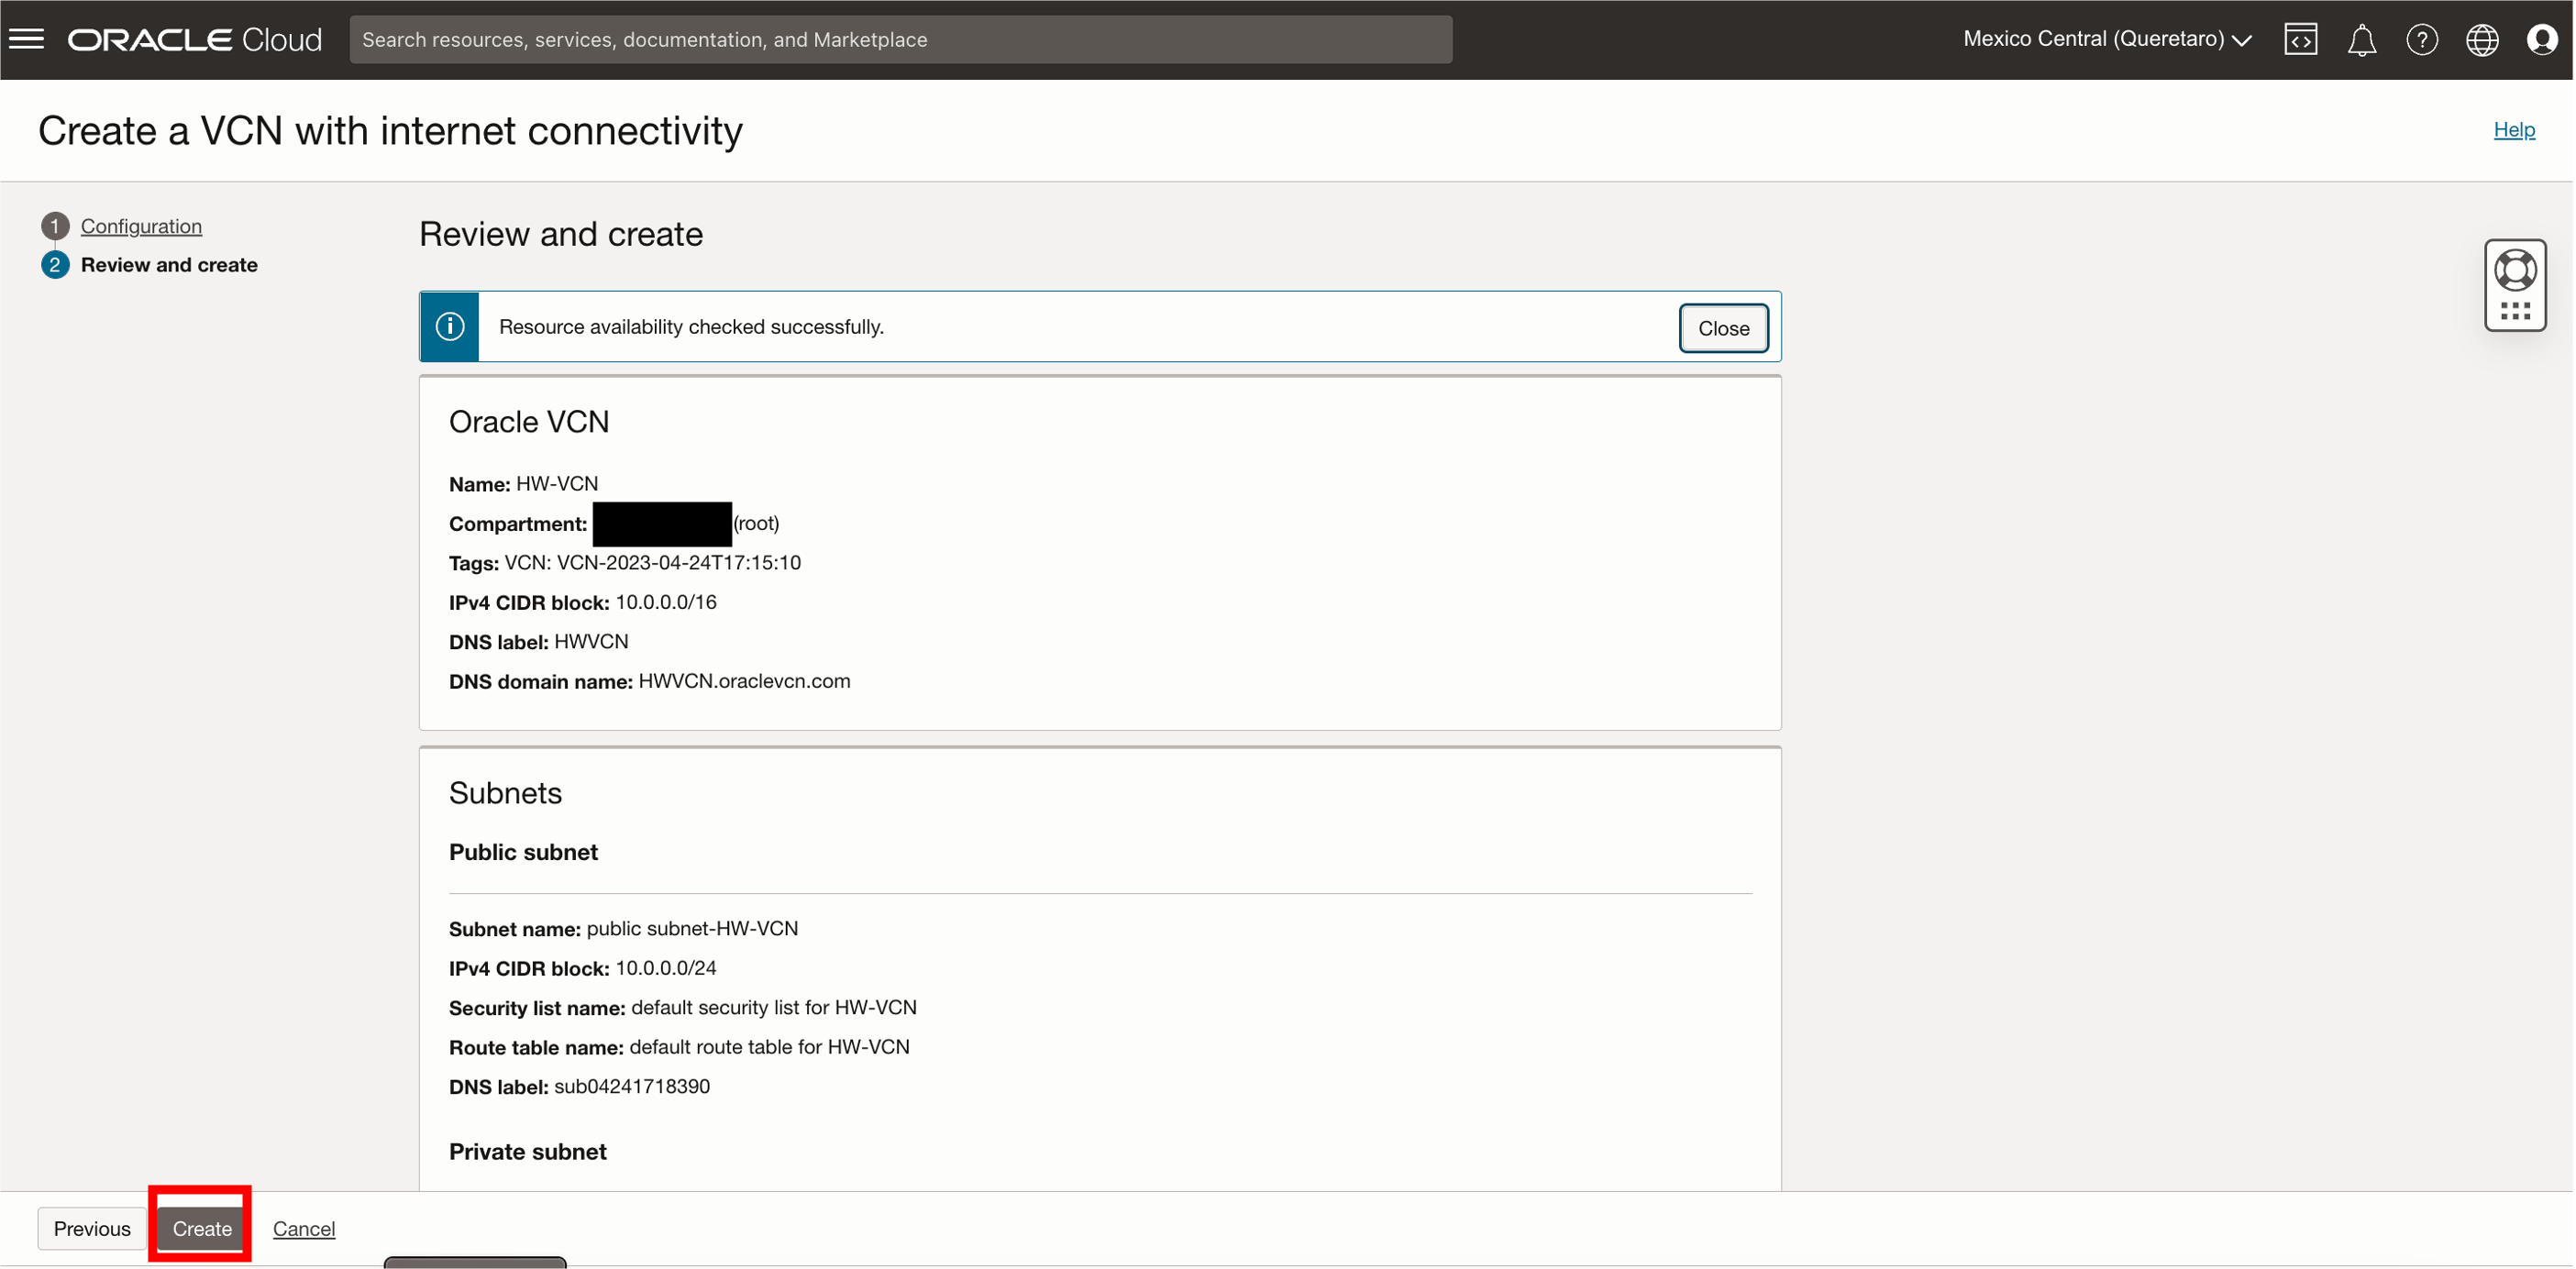 ORACLE Cloud
Search resources, services, documentation, and Marketplace
Mexico Central (Queretaro)
Create a VCN with internet connectivity
Help
1 Configuration
2 Review and create
Review and create
Resource availability checked successfully.
Close
Oracle VCN
Name: HW-VCN
Compartment: (root)
Tags: VCN: VCN-2023-04-24T17:15:10
IPv4 CIDR block: 10.0.0.0/16
DNS label: HWVCN
DNS domain name: HWVCN.oraclevcn.com
Subnets
Public subnet
Subnet name: public subnet-HW-VCN
IPv4 CIDR block: 10.0.0.0/24
Security list name: default security list for HW-VCN
Route table name: default route table for HW-VCN
DNS label: sub04241718390
Private subnet
Previous
Create
Cancel